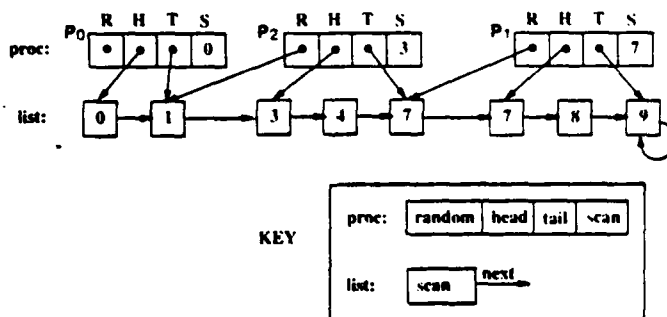 R H T S R H T S R H T S
proc: P0 0 P2 3 P1 7
list: 0 1 3 4 7 7 8 9
KEY
proc: random head tail scan
list: scan next